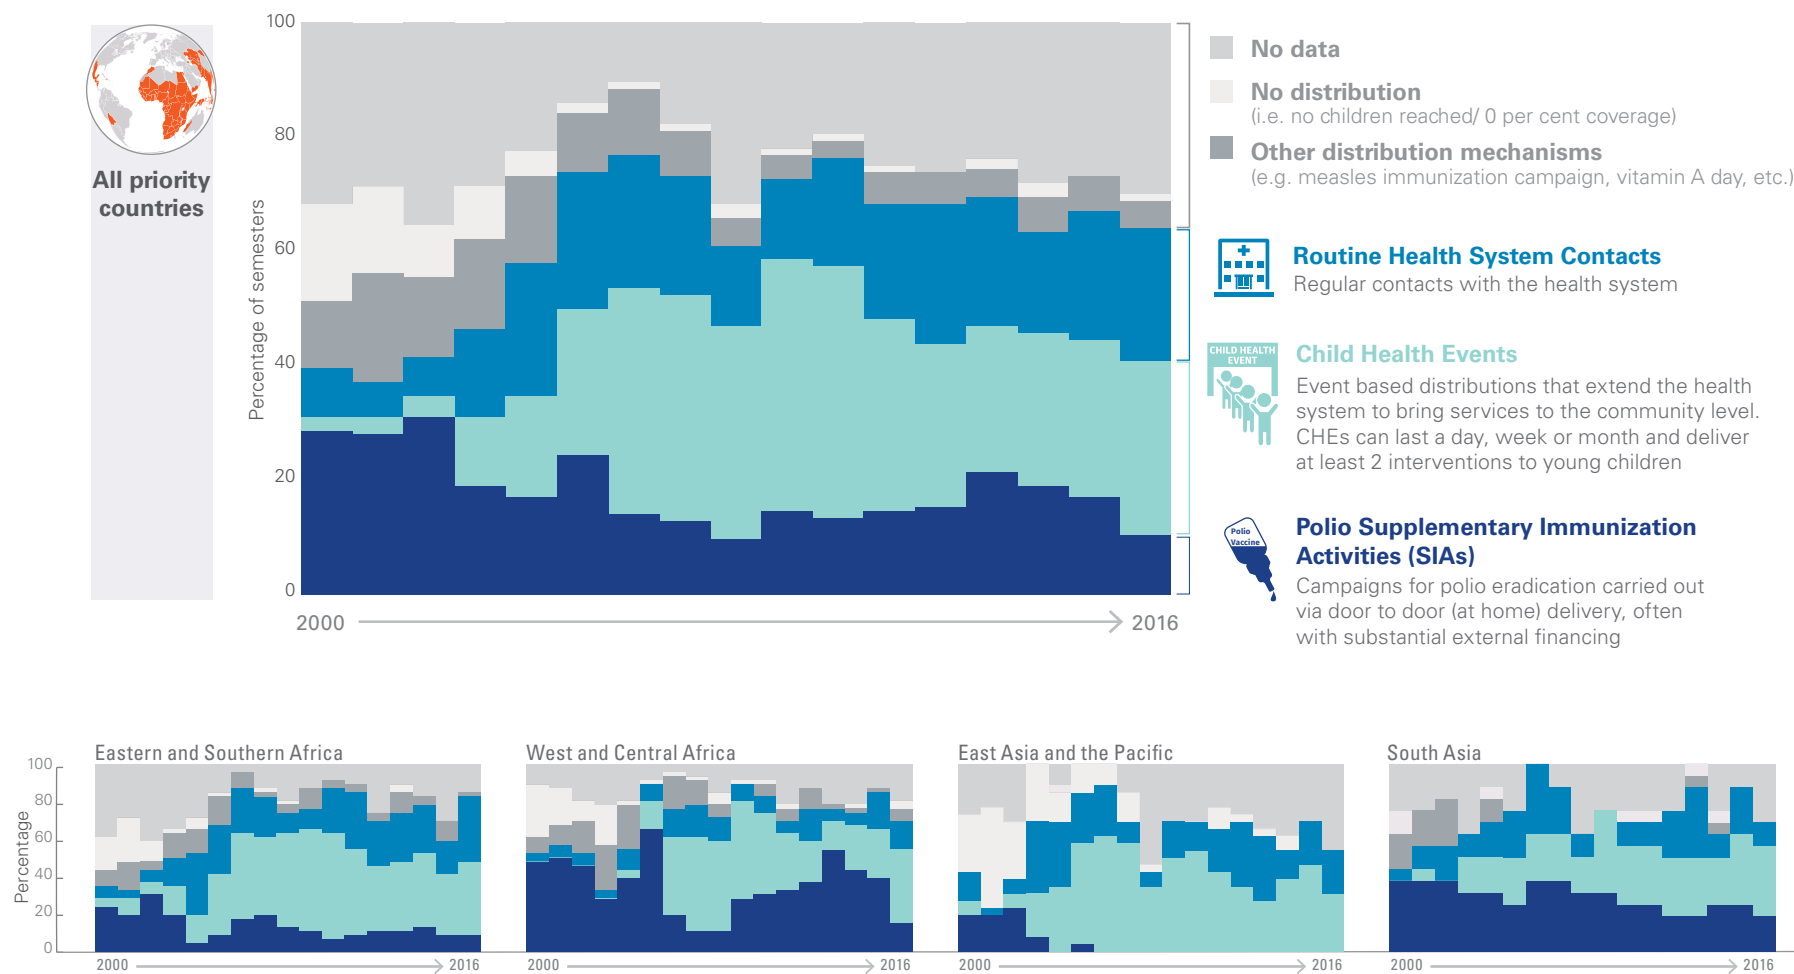 All priority
countries
Percentage of semesters
100
80
60
40
20
0
2000
2016
No data
No distribution
(i.e. no children reached/ 0 per cent coverage)
Other distribution mechanisms
(e.g. measles immunization campaign, vitamin A day, etc.)
Routine Health System Contacts
Regular contacts with the health system
CHILD HEALTH
EVENT
Child Health Events
Event based distributions that extend the health
system to bring services to the community level.
CHEs can last a day, week or month and deliver
at least 2 interventions to young children
Polio
Vaccine
Polio Supplementary Immunization
Activities (SIAs)
Campaigns for polio eradication carried out
via door to door (at home) delivery, often
with substantial external financing
Percentage
100
80
60
40
20
0
Eastern and Southern Africa
2000
2016
West and Central Africa
2000
2016
East Asia and the Pacific
2000
2016
South Asia
2000
2016